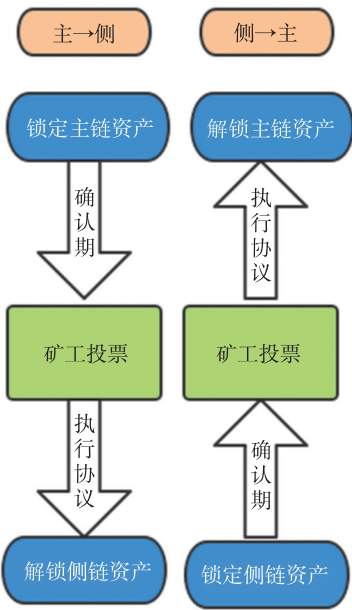 主→侧
侧→主
锁定主链资产
解锁主链资产
确认期
执行协议
矿工投票
矿工投票
执行协议
确认期
解锁侧链资产
锁定侧链资产